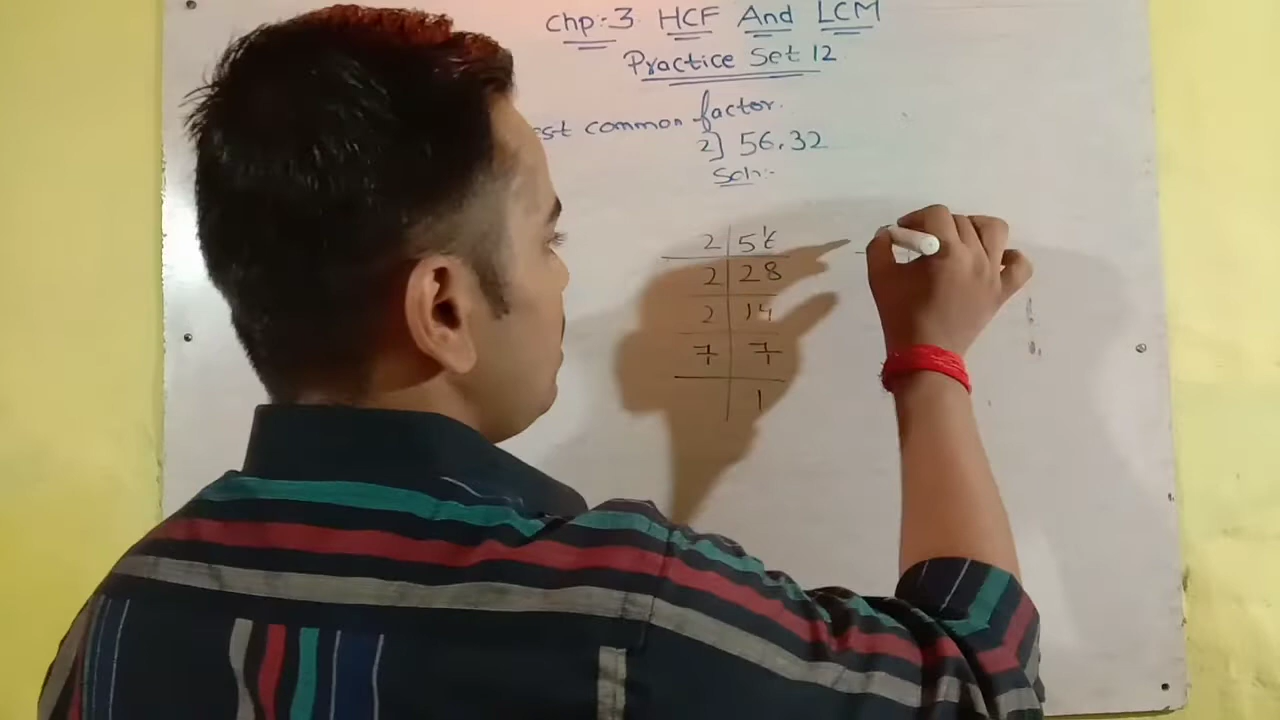 Chp:-3 HCF And LCM
Practice Set 12
est common factor.
2] 56, 32
Soln:-
2 | 56
2 | 28
2 | 14
7 | 7
| 1